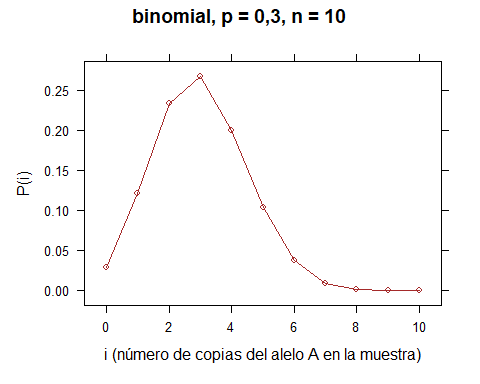 binomial, p = 0,3, n = 10
0.25
0.20
0.15
0.10
0.05
0.00
P(i)
0 2 4 6 8 10
i (número de copias del alelo A en la muestra)